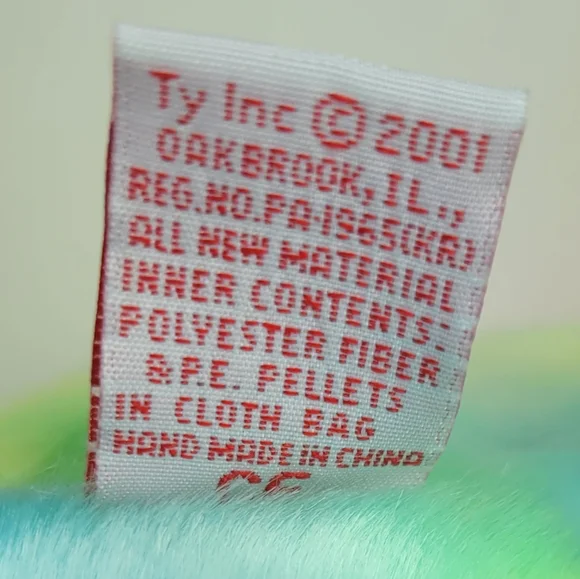 Ty Inc © 2001
OAKBROOK, IL.,
REG.NO.PA-1965(KR)
ALL NEW MATERIAL
INNER CONTENTS:
POLYESTER FIBER
& P.E. PELLETS
IN CLOTH BAG
HAND MADE IN CHINA
CE